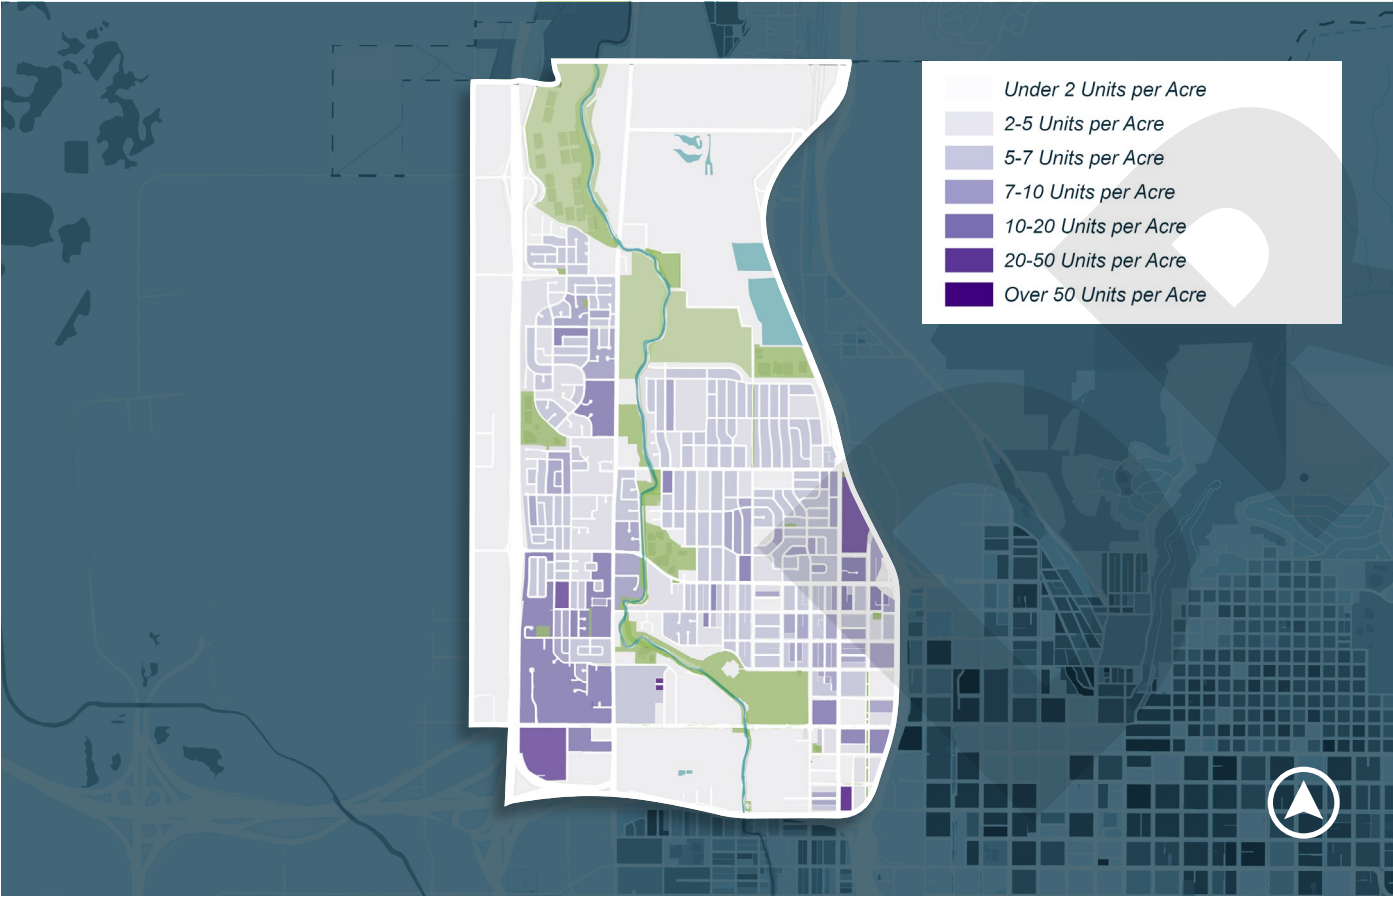 Under 2 Units per Acre
2-5 Units per Acre
5-7 Units per Acre
7-10 Units per Acre
10-20 Units per Acre
20-50 Units per Acre
Over 50 Units per Acre